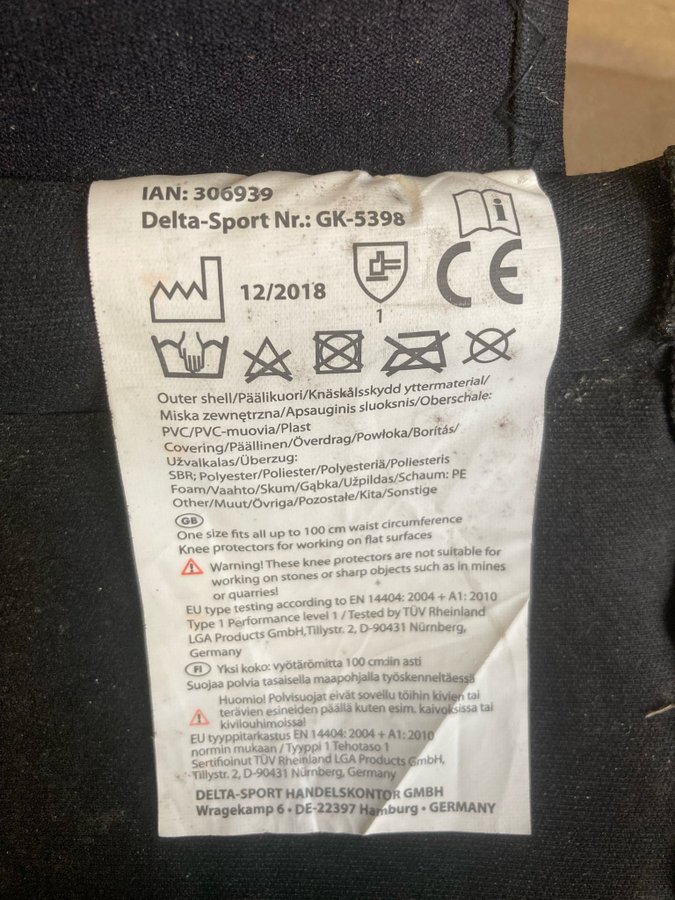 IAN: 306939
Delta-Sport Nr.: GK-5398
12/2018
CE
1
Outer shell/Päälikuori/Knäskålsskydd yttermaterial/
Miska zewnętrzna/Apsauginis sluoksnis/Oberschale:
PVC/PVC-muovia/Plast
Covering/Päällinen/Överdrag/Powłoka/Borítás/
Užvalkalas/Überzug:
SBR; Polyester/Poliester/Polyesteriä/Poliesteris
Foam/Vaahto/Skum/Gąbka/Užpildas/Schaum: PE
Other/Muut/Övriga/Pozostałe/Kita/Sonstige
GB
One size fits all up to 100 cm waist circumference
Knee protectors for working on flat surfaces
Warning! These knee protectors are not suitable for
working on stones or sharp objects such as in mines
or quarries!
EU type testing according to EN 14404: 2004 + A1: 2010
Type 1 Performance level 1 / Tested by TÜV Rheinland
LGA Products GmbH,Tillystr. 2, D-90431 Nürnberg,
Germany
FI Yksi koko: vyötärömitta 100 cm:iin asti
Suojaa polvia tasaisella maapohjalla työskenneltäessä
Huomio! Polvisuojat eivät sovellu töihin kivien tai
terävien esineiden päällä kuten esim. kaivoksissa tai
kivilouhimoissa!
EU tyyppitarkastus EN 14404: 2004 + A1: 2010
normin mukaan / Tyyppi 1 Tehotaso 1
Sertifioinut TÜV Rheinland LGA Products GmbH,
Tillystr. 2, D-90431 Nürnberg, Germany
DELTA-SPORT HANDELSKONTOR GMBH
Wragekamp 6 • DE-22397 Hamburg • GERMANY